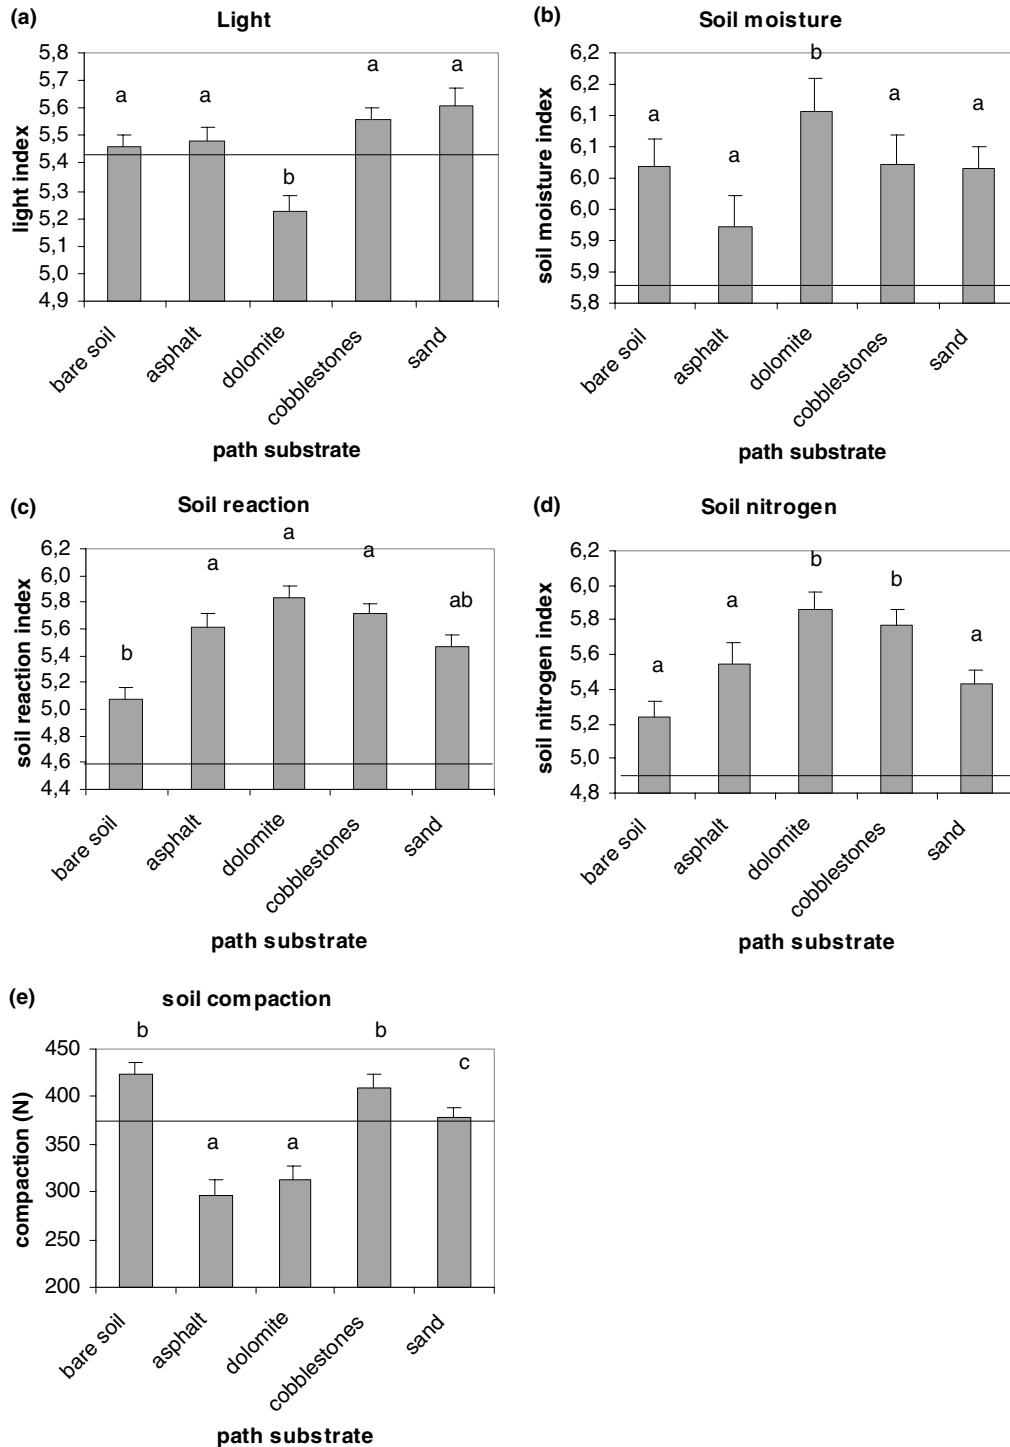 (a)
Light
light index
5,8
5,7
5,6
5,5
5,4
5,3
5,2
5,1
5,0
4,9
a
a
b
a
a
bare soil
asphalt
dolomite
cobblestones
sand
path substrate
(b)
Soil moisture
soil moisture index
6,2
6,2
6,1
6,1
6,0
6,0
5,9
5,9
5,8
a
a
b
a
a
bare soil
asphalt
dolomite
cobblestones
sand
path substrate
(c)
Soil reaction
soil reaction index
6,2
6,0
5,8
5,6
5,4
5,2
5,0
4,8
4,6
4,4
b
a
a
a
ab
bare soil
asphalt
dolomite
cobblestones
sand
path substrate
(d)
Soil nitrogen
soil nitrogen index
6,2
6,0
5,8
5,6
5,4
5,2
5,0
4,8
a
a
b
b
a
bare soil
asphalt
dolomite
cobblestones
sand
path substrate
(e)
soil compaction
compaction (N)
450
400
350
300
250
200
b
a
a
b
c
bare soil
asphalt
dolomite
cobblestones
sand
path substrate